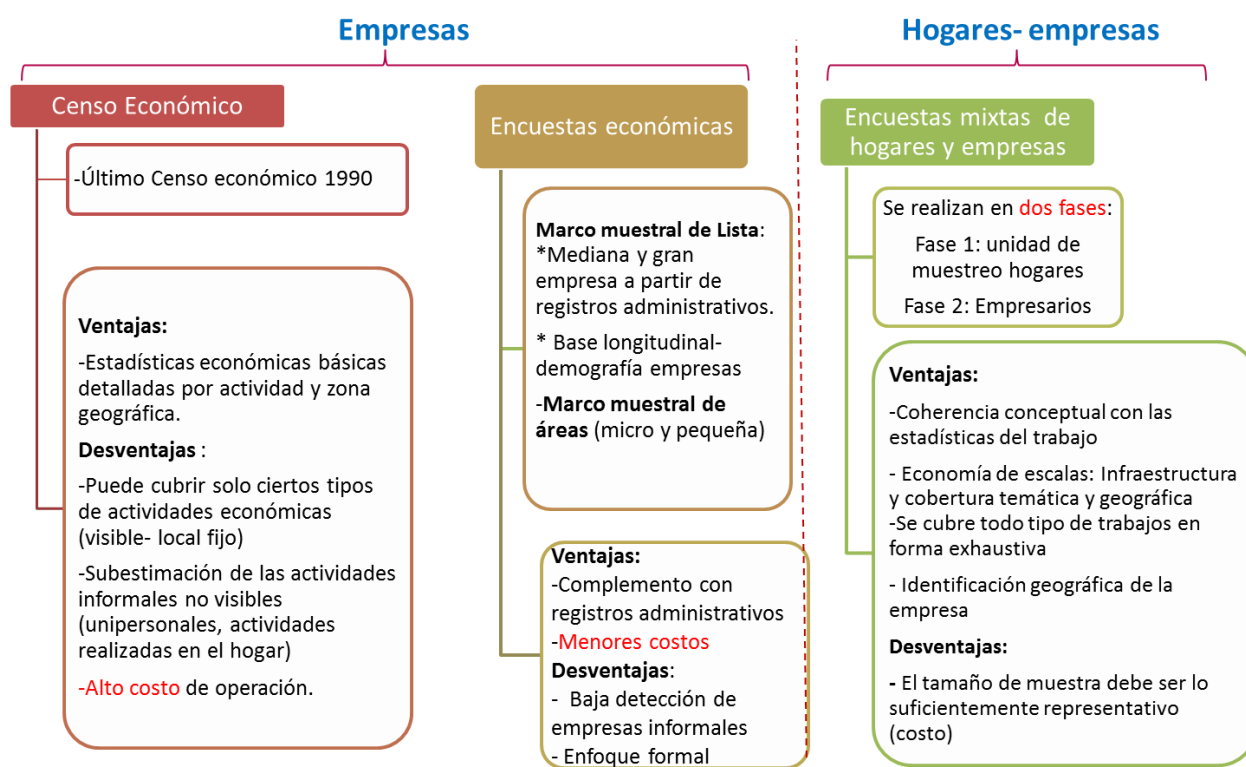 Empresas
Hogares- empresas
Censo Económico
-Último Censo económico 1990
Ventajas:
-Estadísticas económicas básicas
detalladas por actividad y zona
geográfica.
Desventajas :
-Puede cubrir solo ciertos tipos
de actividades económicas
(visible- local fijo)
-Subestimación de las actividades
informales no visibles
(unipersonales, actividades
realizadas en el hogar)
-Alto costo de operación.
Encuestas económicas
Marco muestral de Lista:
*Mediana y gran
empresa a partir de
registros administrativos.
* Base longitudinal-
demografía empresas
-Marco muestral de
áreas (micro y pequeña)
Ventajas:
-Complemento con
registros administrativos
-Menores costos
Desventajas:
- Baja detección de
empresas informales
- Enfoque formal
Encuestas mixtas de
hogares y empresas
Se realizan en dos fases:
Fase 1: unidad de
muestreo hogares
Fase 2: Empresarios
Ventajas:
-Coherencia conceptual con las
estadísticas del trabajo
- Economía de escalas: Infraestructura
y cobertura temática y geográfica
-Se cubre todo tipo de trabajos en
forma exhaustiva
- Identificación geográfica de la
empresa
Desventajas:
- El tamaño de muestra debe ser lo
suficientemente representativo
(costo)